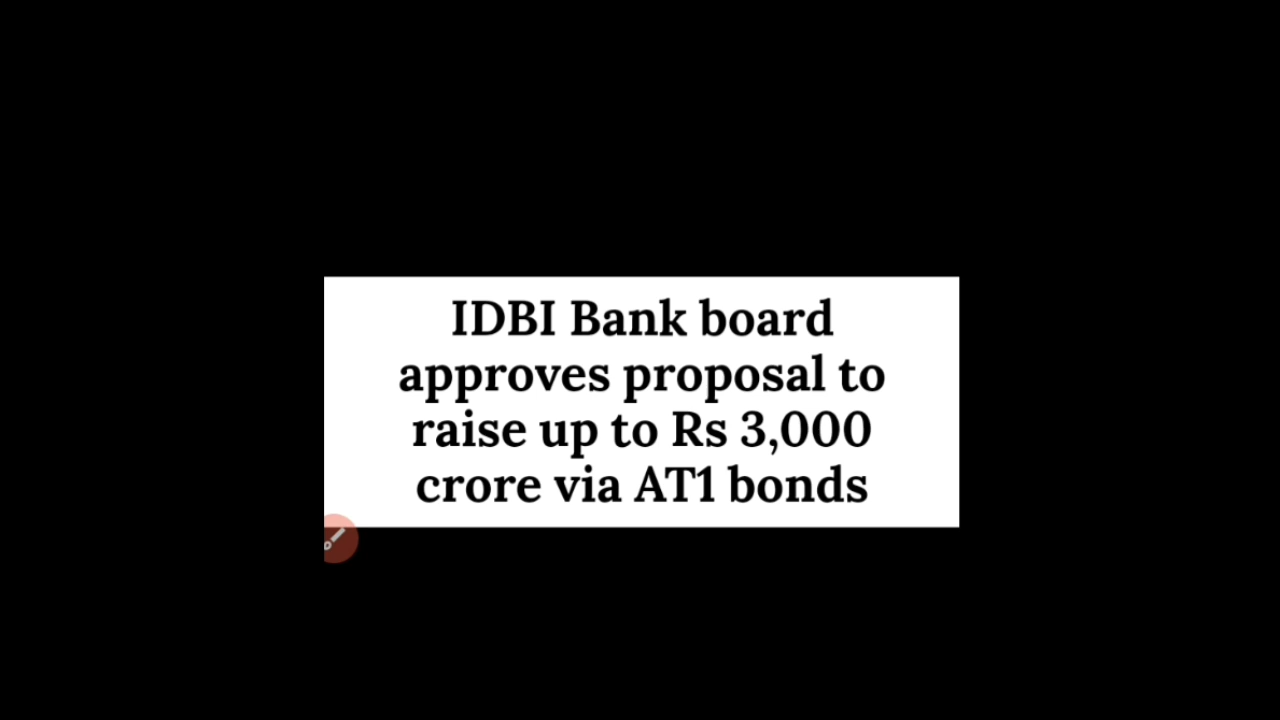 IDBI Bank board
approves proposal to
raise up to Rs 3,000
crore via AT1 bonds